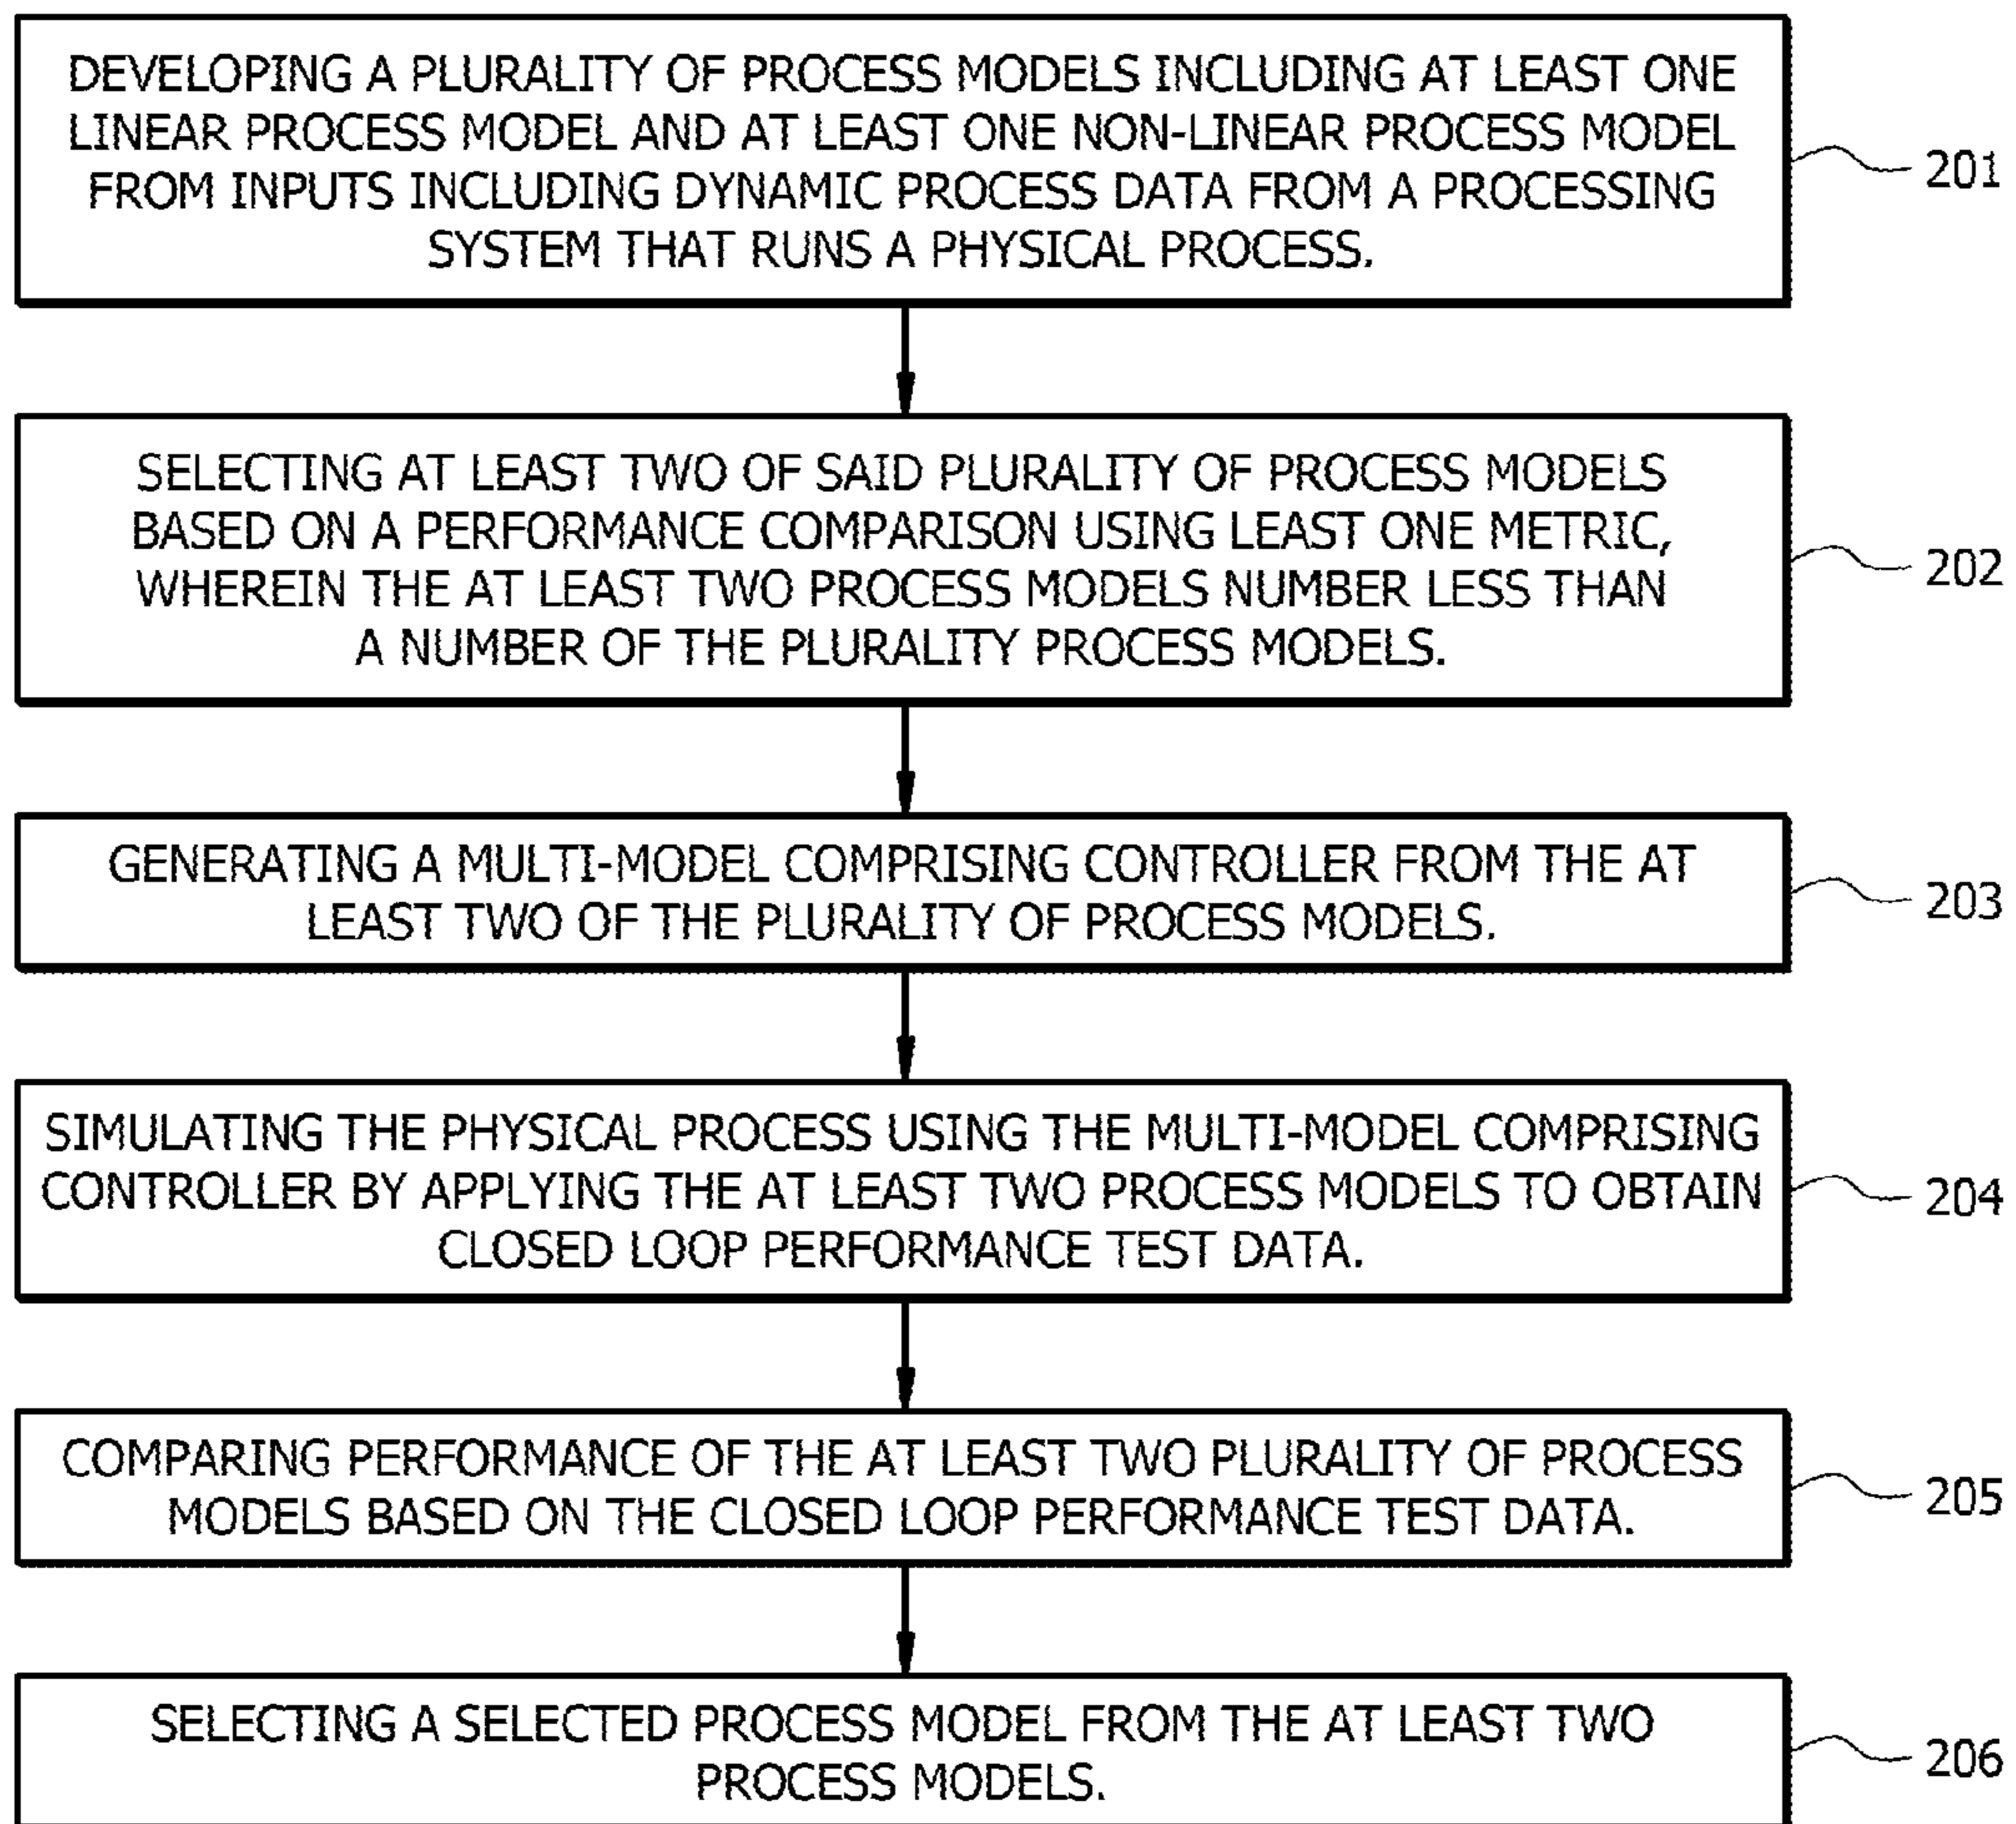 DEVELOPING A PLURALITY OF PROCESS MODELS INCLUDING AT LEAST ONE
LINEAR PROCESS MODEL AND AT LEAST ONE NON-LINEAR PROCESS MODEL
FROM INPUTS INCLUDING DYNAMIC PROCESS DATA FROM A PROCESSING
SYSTEM THAT RUNS A PHYSICAL PROCESS.
201
SELECTING AT LEAST TWO OF SAID PLURALITY OF PROCESS MODELS
BASED ON A PERFORMANCE COMPARISON USING LEAST ONE METRIC,
WHEREIN THE AT LEAST TWO PROCESS MODELS NUMBER LESS THAN
A NUMBER OF THE PLURALITY PROCESS MODELS.
202
GENERATING A MULTI-MODEL COMPRISING CONTROLLER FROM THE AT
LEAST TWO OF THE PLURALITY OF PROCESS MODELS.
203
SIMULATING THE PHYSICAL PROCESS USING THE MULTI-MODEL COMPRISING
CONTROLLER BY APPLYING THE AT LEAST TWO PROCESS MODELS TO OBTAIN
CLOSED LOOP PERFORMANCE TEST DATA.
204
COMPARING PERFORMANCE OF THE AT LEAST TWO PLURALITY OF PROCESS
MODELS BASED ON THE CLOSED LOOP PERFORMANCE TEST DATA.
205
SELECTING A SELECTED PROCESS MODEL FROM THE AT LEAST TWO
PROCESS MODELS.
206